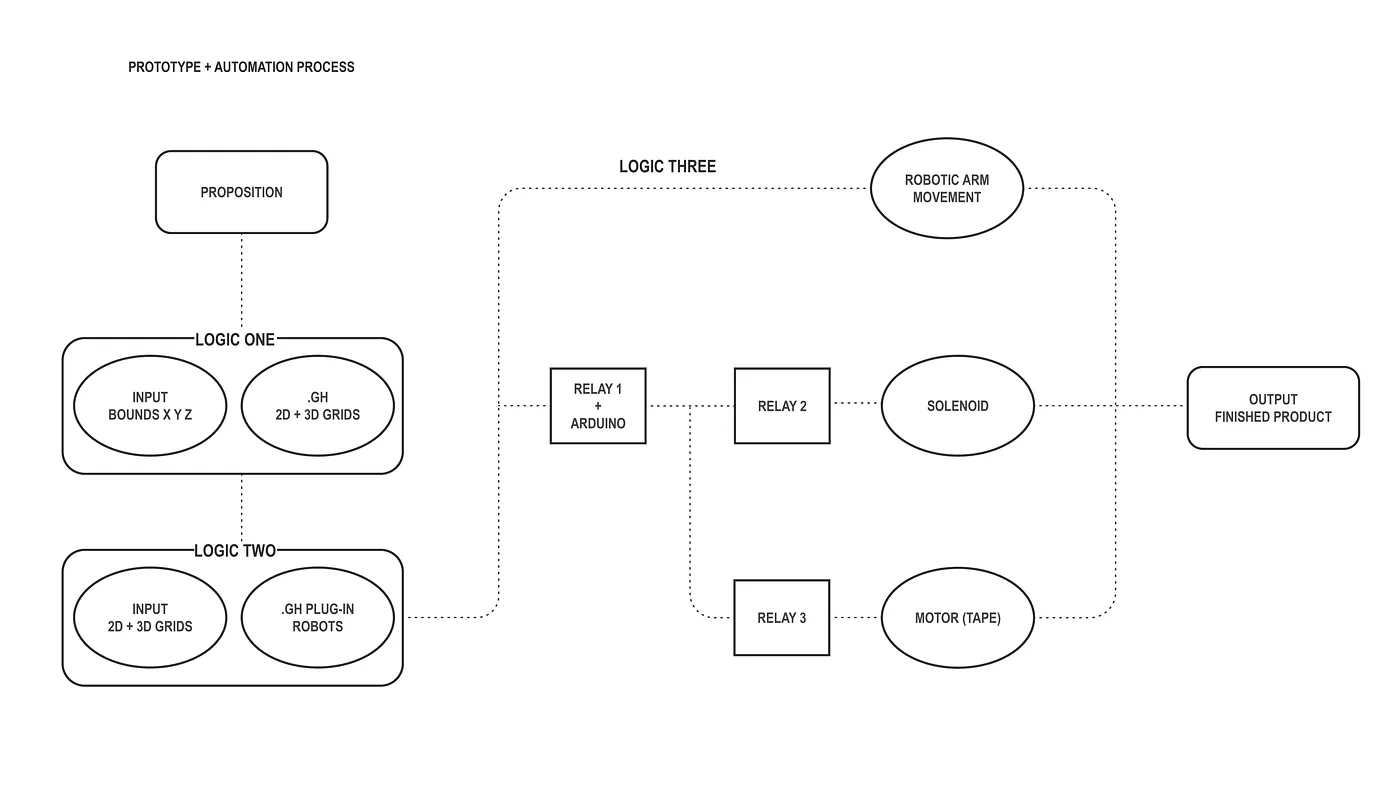 PROTOTYPE + AUTOMATION PROCESS
PROPOSITION
LOGIC ONE
INPUT
BOUNDS X Y Z
.GH
2D + 3D GRIDS
LOGIC TWO
INPUT
2D + 3D GRIDS
.GH PLUG-IN
ROBOTS
LOGIC THREE
ROBOTIC ARM
MOVEMENT
RELAY 1
+
ARDUINO
RELAY 2
SOLENOID
RELAY 3
MOTOR (TAPE)
OUTPUT
FINISHED PRODUCT